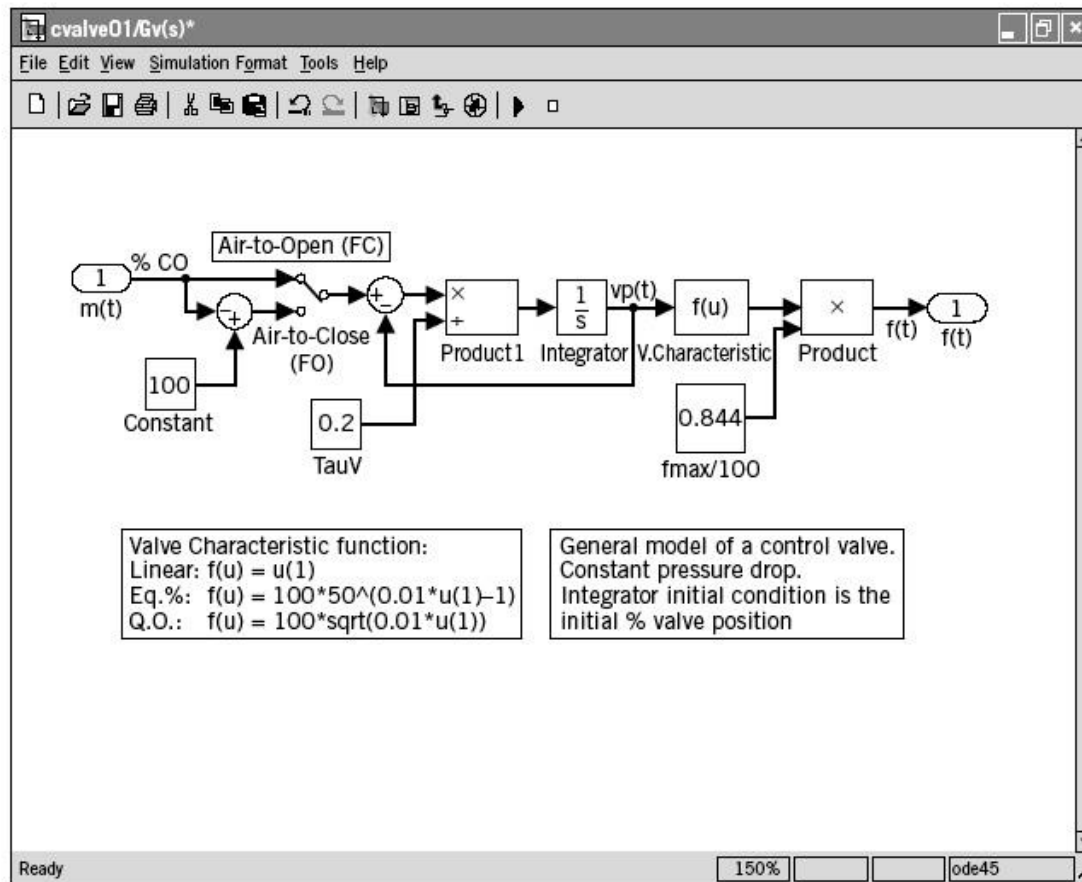 cvalve01/Gv(s)*
File Edit View Simulation Format Tools Help
Air-to-Open (FC)
% CO
1
m(t)
+
-
-
+
Air-to-Close
(FO)
100
Constant
×
÷
Product1
1
s
Integrator
vp(t)
f(u)
V.Characteristic
×
Product
f(t)
1
f(t)
0.2
TauV
0.844
fmax/100
Valve Characteristic function:
Linear: f(u) = u(1)
Eq.%: f(u) = 100*50^(0.01*u(1)–1)
Q.O.: f(u) = 100*sqrt(0.01*u(1))
General model of a control valve.
Constant pressure drop.
Integrator initial condition is the
initial % valve position
Ready
150%
ode45